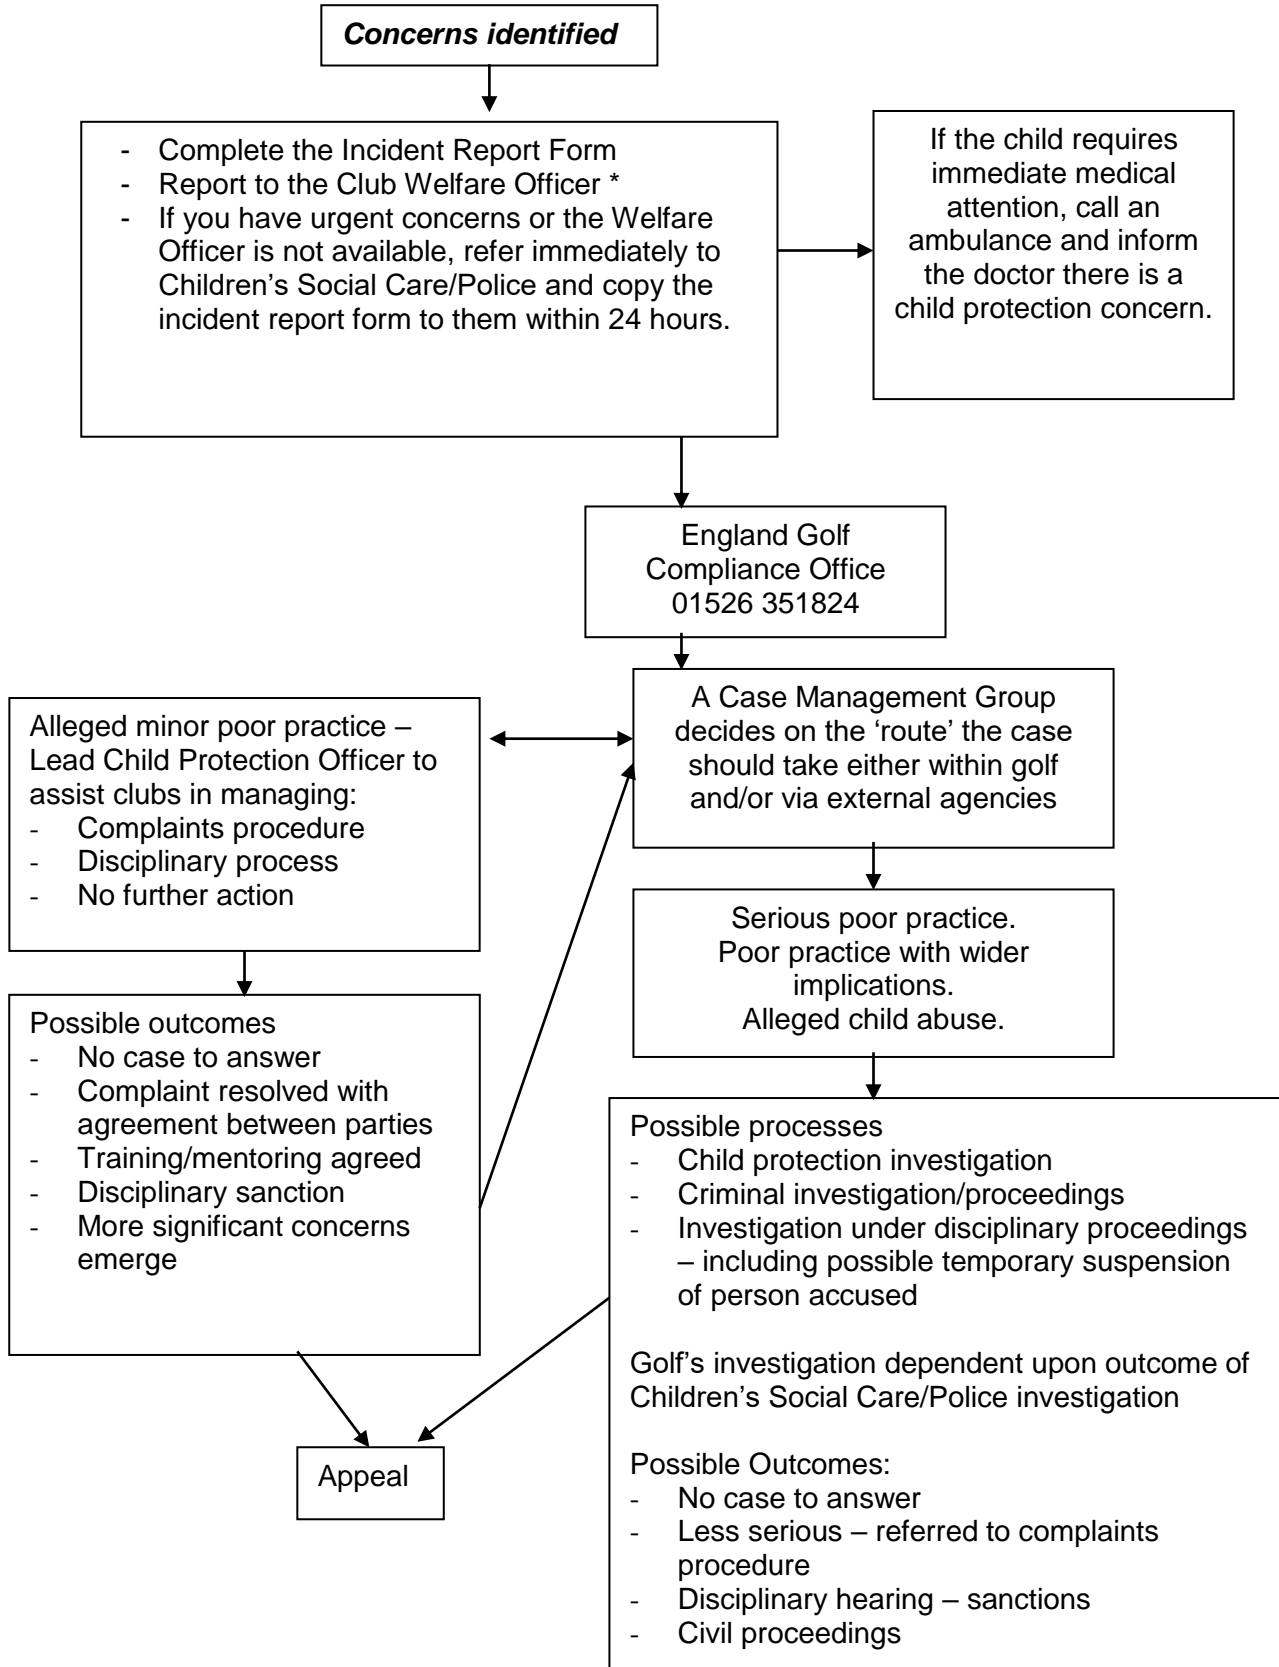 Concerns identified
- Complete the Incident Report Form
- Report to the Club Welfare Officer *
- If you have urgent concerns or the Welfare
Officer is not available, refer immediately to
Children’s Social Care/Police and copy the
incident report form to them within 24 hours.
If the child requires
immediate medical
attention, call an
ambulance and inform
the doctor there is a
child protection concern.
England Golf
Compliance Office
01526 351824
A Case Management Group
decides on the ‘route’ the case
should take either within golf
and/or via external agencies
Alleged minor poor practice –
Lead Child Protection Officer to
assist clubs in managing:
- Complaints procedure
- Disciplinary process
- No further action
Serious poor practice.
Poor practice with wider
implications.
Alleged child abuse.
Possible outcomes
- No case to answer
- Complaint resolved with
agreement between parties
- Training/mentoring agreed
- Disciplinary sanction
- More significant concerns
emerge
Possible processes
- Child protection investigation
- Criminal investigation/proceedings
- Investigation under disciplinary proceedings
– including possible temporary suspension
of person accused
Golf’s investigation dependent upon outcome of
Children’s Social Care/Police investigation
Possible Outcomes:
- No case to answer
- Less serious – referred to complaints
procedure
- Disciplinary hearing – sanctions
- Civil proceedings
Appeal